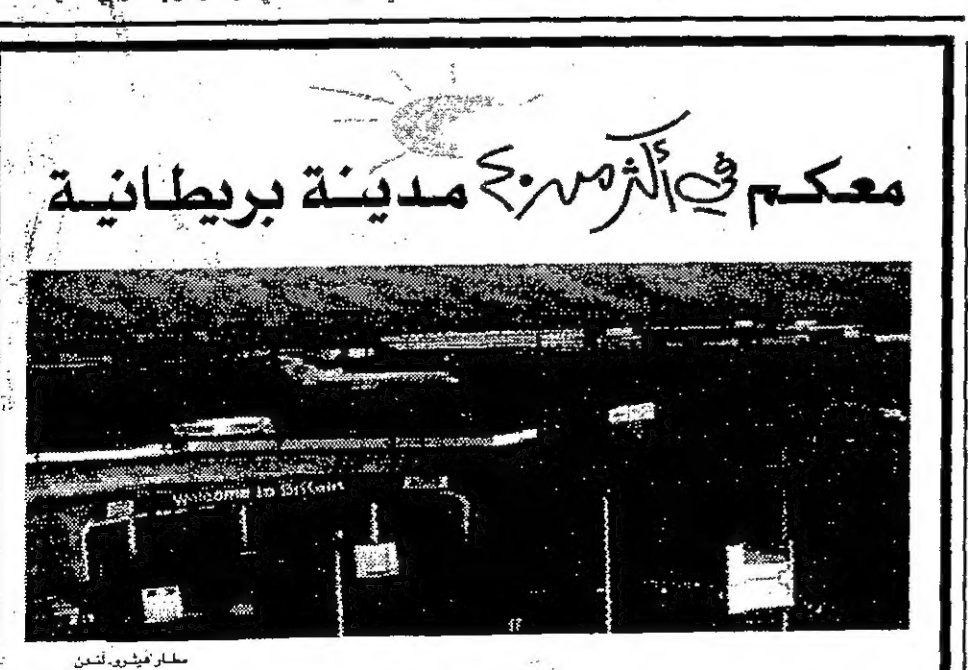 معكم في أكثر من ٤٠ مدينة بريطانية
Welcome to Britain
مطار هيثرو. لندن